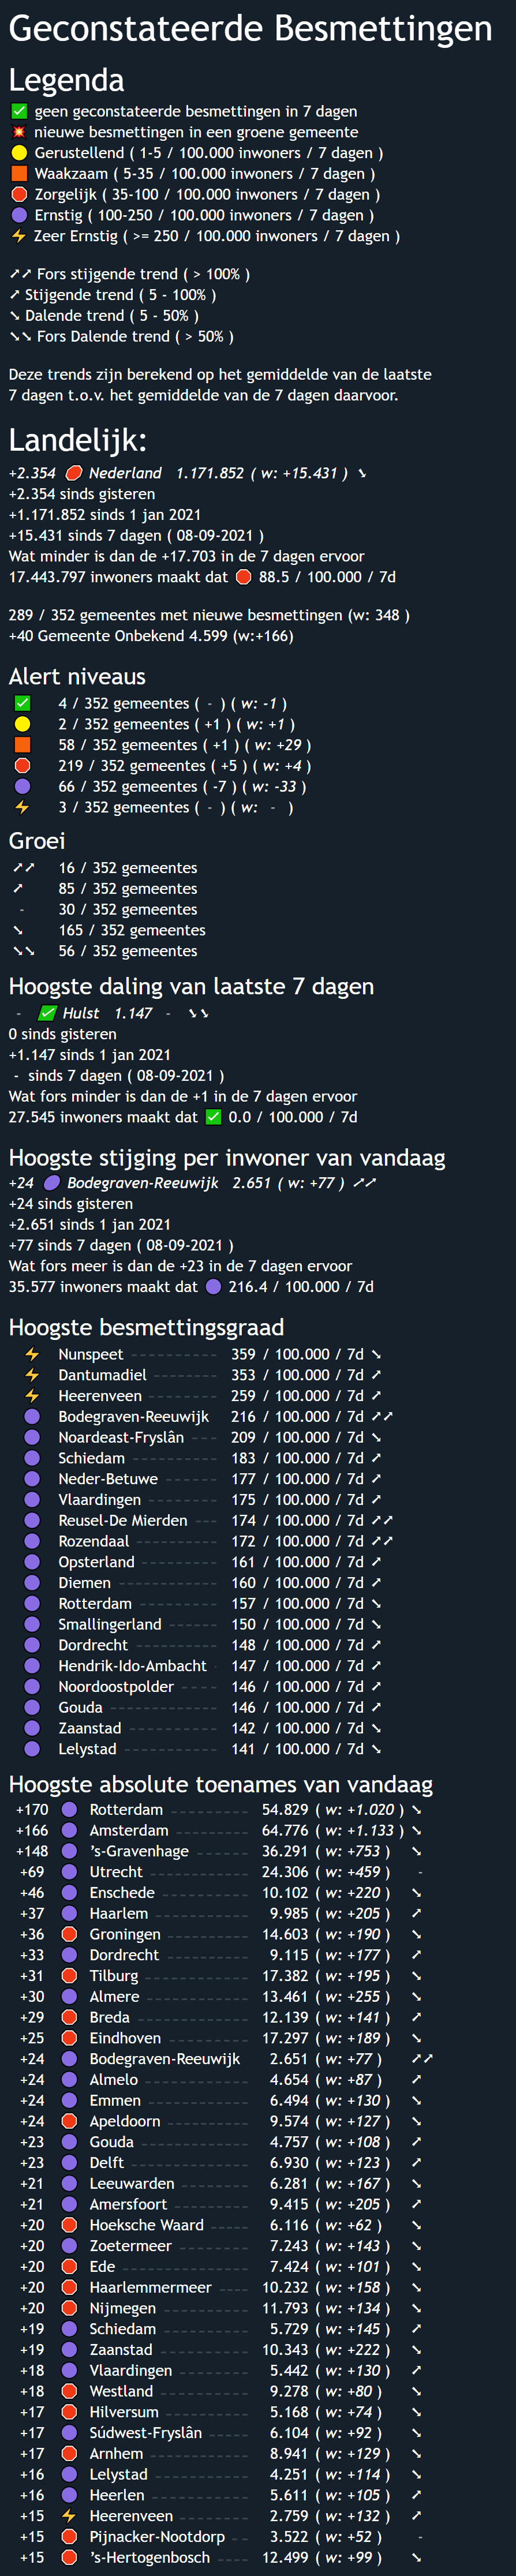 Geconstateerde Besmettingen
Legenda
✅ geen geconstateerde besmettingen in 7 dagen
💥 nieuwe besmettingen in een groene gemeente
🟡 Gerustellend ( 1-5 / 100.000 inwoners / 7 dagen )
🟧 Waakzaam ( 5-35 / 100.000 inwoners / 7 dagen )
🛑 Zorgelijk ( 35-100 / 100.000 inwoners / 7 dagen )
🟣 Ernstig ( 100-250 / 100.000 inwoners / 7 dagen )
⚡ Zeer Ernstig ( >= 250 / 100.000 inwoners / 7 dagen )
➚➚ Fors stijgende trend ( > 100% )
➚ Stijgende trend ( 5 - 100% )
➘ Dalende trend ( 5 - 50% )
➘➘ Fors Dalende trend ( > 50% )
Deze trends zijn berekend op het gemiddelde van de laatste
7 dagen t.o.v. het gemiddelde van de 7 dagen daarvoor.
Landelijk:
+2.354 🛑 Nederland 1.171.852 ( w: +15.431 ) ➘
+2.354 sinds gisteren
+1.171.852 sinds 1 jan 2021
+15.431 sinds 7 dagen ( 08-09-2021 )
Wat minder is dan de +17.703 in de 7 dagen ervoor
17.443.797 inwoners maakt dat 🛑 88.5 / 100.000 / 7d
289 / 352 gemeentes met nieuwe besmettingen (w: 348 )
+40 Gemeente Onbekend 4.599 (w:+166)
Alert niveaus
✅ 4 / 352 gemeentes ( - ) ( w: -1 )
🟡 2 / 352 gemeentes ( +1 ) ( w: +1 )
🟧 58 / 352 gemeentes ( +1 ) ( w: +29 )
🛑 219 / 352 gemeentes ( +5 ) ( w: +4 )
🟣 66 / 352 gemeentes ( -7 ) ( w: -33 )
⚡ 3 / 352 gemeentes ( - ) ( w: - )
Groei
➚➚ 16 / 352 gemeentes
➚ 85 / 352 gemeentes
- 30 / 352 gemeentes
➘ 165 / 352 gemeentes
➘➘ 56 / 352 gemeentes
Hoogste daling van laatste 7 dagen
- ✅ Hulst 1.147 - ➘➘
0 sinds gisteren
+1.147 sinds 1 jan 2021
- sinds 7 dagen ( 08-09-2021 )
Wat fors minder is dan de +1 in de 7 dagen ervoor
27.545 inwoners maakt dat ✅ 0.0 / 100.000 / 7d
Hoogste stijging per inwoner van vandaag
+24 🟣 Bodegraven-Reeuwijk 2.651 ( w: +77 ) ➚➚
+24 sinds gisteren
+2.651 sinds 1 jan 2021
+77 sinds 7 dagen ( 08-09-2021 )
Wat fors meer is dan de +23 in de 7 dagen ervoor
35.577 inwoners maakt dat 🟣 216.4 / 100.000 / 7d
Hoogste besmettingsgraad
⚡ Nunspeet ---------- 359 / 100.000 / 7d ➘
⚡ Dantumadiel ------- 353 / 100.000 / 7d ➚
⚡ Heerenveen -------- 259 / 100.000 / 7d ➚
🟣 Bodegraven-Reeuwijk 216 / 100.000 / 7d ➚➚
🟣 Noardeast-Fryslân --- 209 / 100.000 / 7d ➘
🟣 Schiedam ---------- 183 / 100.000 / 7d ➚
🟣 Neder-Betuwe ------ 177 / 100.000 / 7d ➚
🟣 Vlaardingen -------- 175 / 100.000 / 7d ➚
🟣 Reusel-De Mierden --- 174 / 100.000 / 7d ➚➚
🟣 Rozendaal --------- 172 / 100.000 / 7d ➚➚
🟣 Opsterland --------- 161 / 100.000 / 7d ➚
🟣 Diemen ----------- 160 / 100.000 / 7d ➚
🟣 Rotterdam --------- 157 / 100.000 / 7d ➘
🟣 Smallingerland ------ 150 / 100.000 / 7d ➘
🟣 Dordrecht --------- 148 / 100.000 / 7d ➚
🟣 Hendrik-Ido-Ambacht - 147 / 100.000 / 7d ➚
🟣 Noordoostpolder ---- 146 / 100.000 / 7d ➚
🟣 Gouda ------------ 146 / 100.000 / 7d ➚
🟣 Zaanstad ---------- 142 / 100.000 / 7d ➘
🟣 Lelystad ----------- 141 / 100.000 / 7d ➘
Hoogste absolute toenames van vandaag
+170 🟣 Rotterdam --------- 54.829 ( w: +1.020 ) ➘
+166 🟣 Amsterdam -------- 64.776 ( w: +1.133 ) ➘
+148 🟣 ’s-Gravenhage ------ 36.291 ( w: +753 ) ➘
+69 🟣 Utrecht ----------- 24.306 ( w: +459 ) -
+46 🟣 Enschede ---------- 10.102 ( w: +220 ) ➘
+37 🟣 Haarlem ----------- 9.985 ( w: +205 ) ➚
+36 🛑 Groningen --------- 14.603 ( w: +190 ) ➘
+33 🟣 Dordrecht --------- 9.115 ( w: +177 ) ➚
+31 🛑 Tilburg ------------ 17.382 ( w: +195 ) ➘
+30 🟣 Almere ----------- 13.461 ( w: +255 ) ➘
+29 🛑 Breda ------------ 12.139 ( w: +141 ) ➚
+25 🛑 Eindhoven --------- 17.297 ( w: +189 ) ➘
+24 🟣 Bodegraven-Reeuwijk 2.651 ( w: +77 ) ➚➚
+24 🟣 Almelo ------------ 4.654 ( w: +87 ) ➚
+24 🟣 Emmen ----------- 6.494 ( w: +130 ) ➘
+24 🛑 Apeldoorn --------- 9.574 ( w: +127 ) ➘
+23 🟣 Gouda ------------ 4.757 ( w: +108 ) ➚
+23 🟣 Delft ------------- 6.930 ( w: +123 ) ➚
+21 🟣 Leeuwarden -------- 6.281 ( w: +167 ) ➘
+21 🟣 Amersfoort --------- 9.415 ( w: +205 ) ➚
+20 🛑 Hoeksche Waard ---- 6.116 ( w: +62 ) ➘
+20 🟣 Zoetermeer -------- 7.243 ( w: +143 ) ➘
+20 🛑 Ede -------------- 7.424 ( w: +101 ) ➘
+20 🛑 Haarlemmermeer ---- 10.232 ( w: +158 ) ➘
+20 🛑 Nijmegen ---------- 11.793 ( w: +134 ) ➘
+19 🟣 Schiedam ---------- 5.729 ( w: +145 ) ➚
+19 🟣 Zaanstad ---------- 10.343 ( w: +222 ) ➘
+18 🟣 Vlaardingen -------- 5.442 ( w: +130 ) ➚
+18 🛑 Westland ---------- 9.278 ( w: +80 ) ➘
+17 🛑 Hilversum --------- 5.168 ( w: +74 ) ➘
+17 🟣 Súdwest-Fryslân ----- 6.104 ( w: +92 ) ➘
+17 🛑 Arnhem ----------- 8.941 ( w: +129 ) ➘
+16 🟣 Lelystad ----------- 4.251 ( w: +114 ) ➘
+16 🟣 Heerlen ----------- 5.611 ( w: +105 ) ➚
+15 ⚡ Heerenveen -------- 2.759 ( w: +132 ) ➚
+15 🛑 Pijnacker-Nootdorp -- 3.522 ( w: +52 ) -
+15 🛑 ’s-Hertogenbosch ---- 12.499 ( w: +99 ) ➘